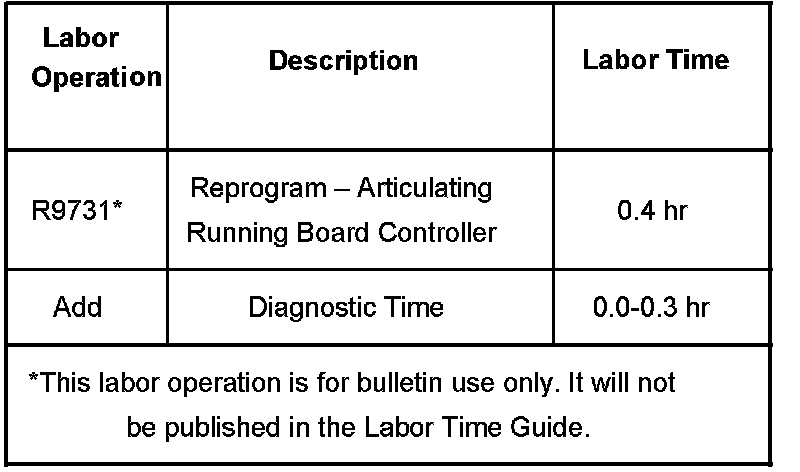 Labor
Operation
Description
Labor Time
R9731*
Reprogram – Articulating
Running Board Controller
0.4 hr
Add
Diagnostic Time
0.0-0.3 hr
*This labor operation is for bulletin use only. It will not
be published in the Labor Time Guide.